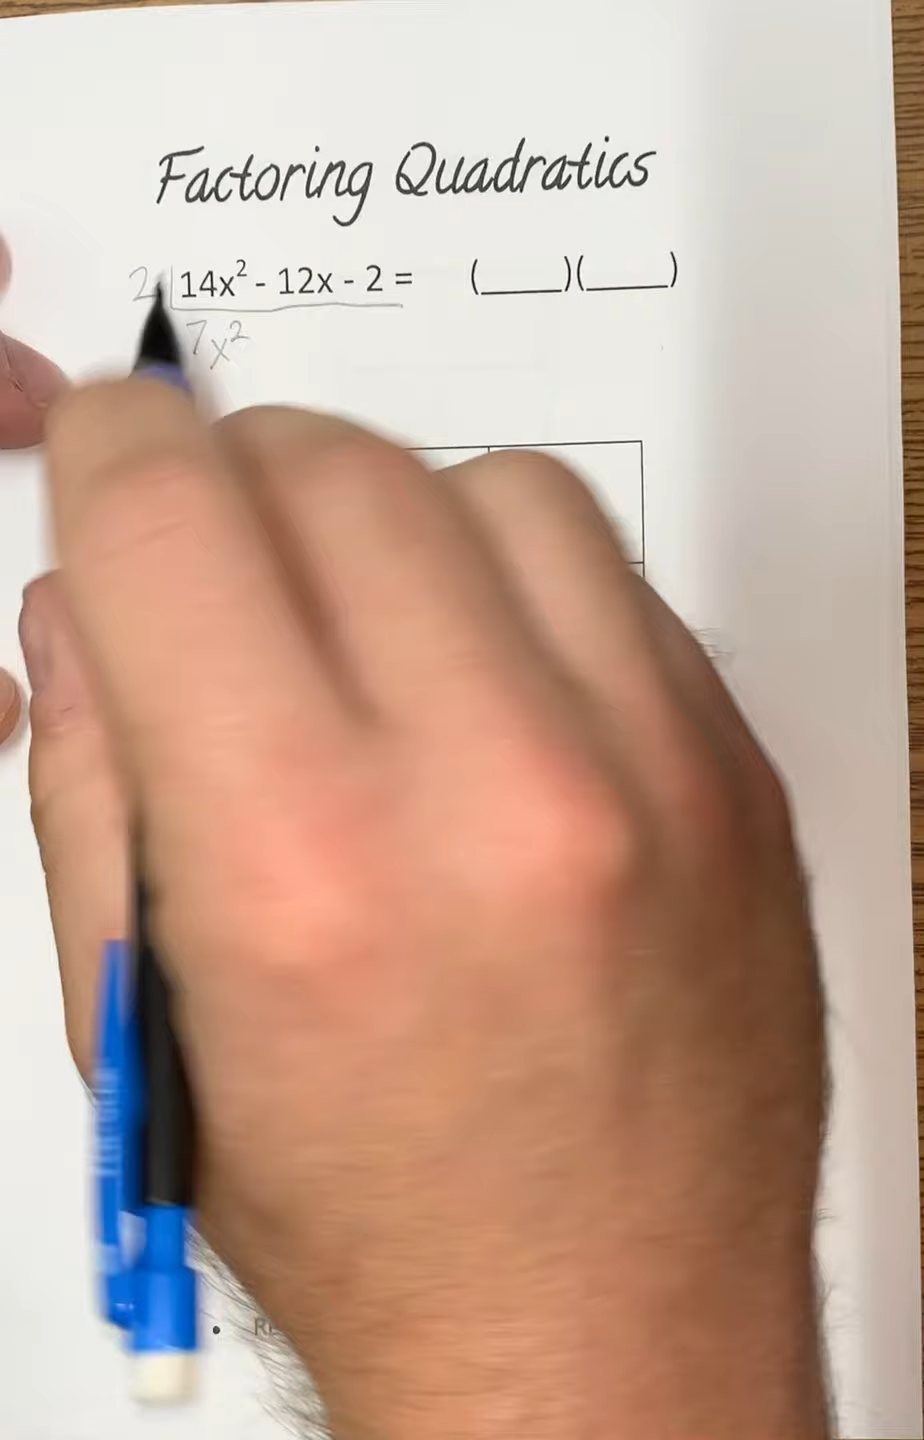 Factoring Quadratics
2 14x² - 12x - 2 = (____)(____)
7x²